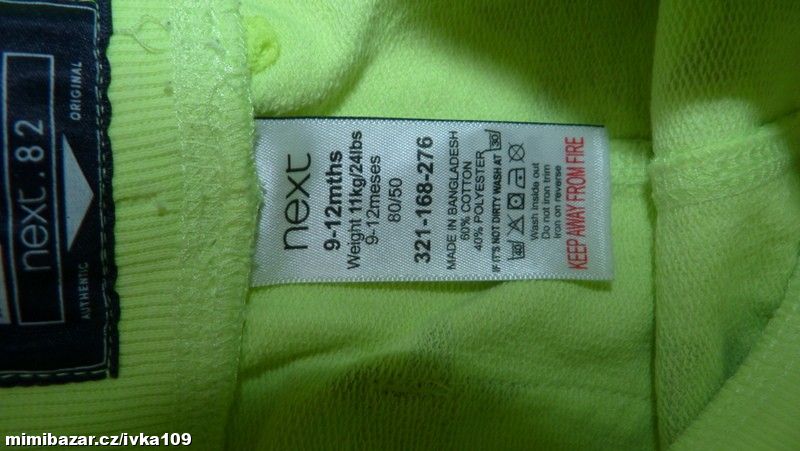 next.82
ORIGINAL
AUTHENTIC
next
9-12mths
Weight 11kg/24lbs
9-12meses
80/50
321-168-276
MADE IN BANGLADESH
60% COTTON
40% POLYESTER
IF IT'S NOT DIRTY WASH AT 30
40
Wash inside out
Do not iron trim
Iron on reverse
KEEP AWAY FROM FIRE
mimibazar.cz/ivka109